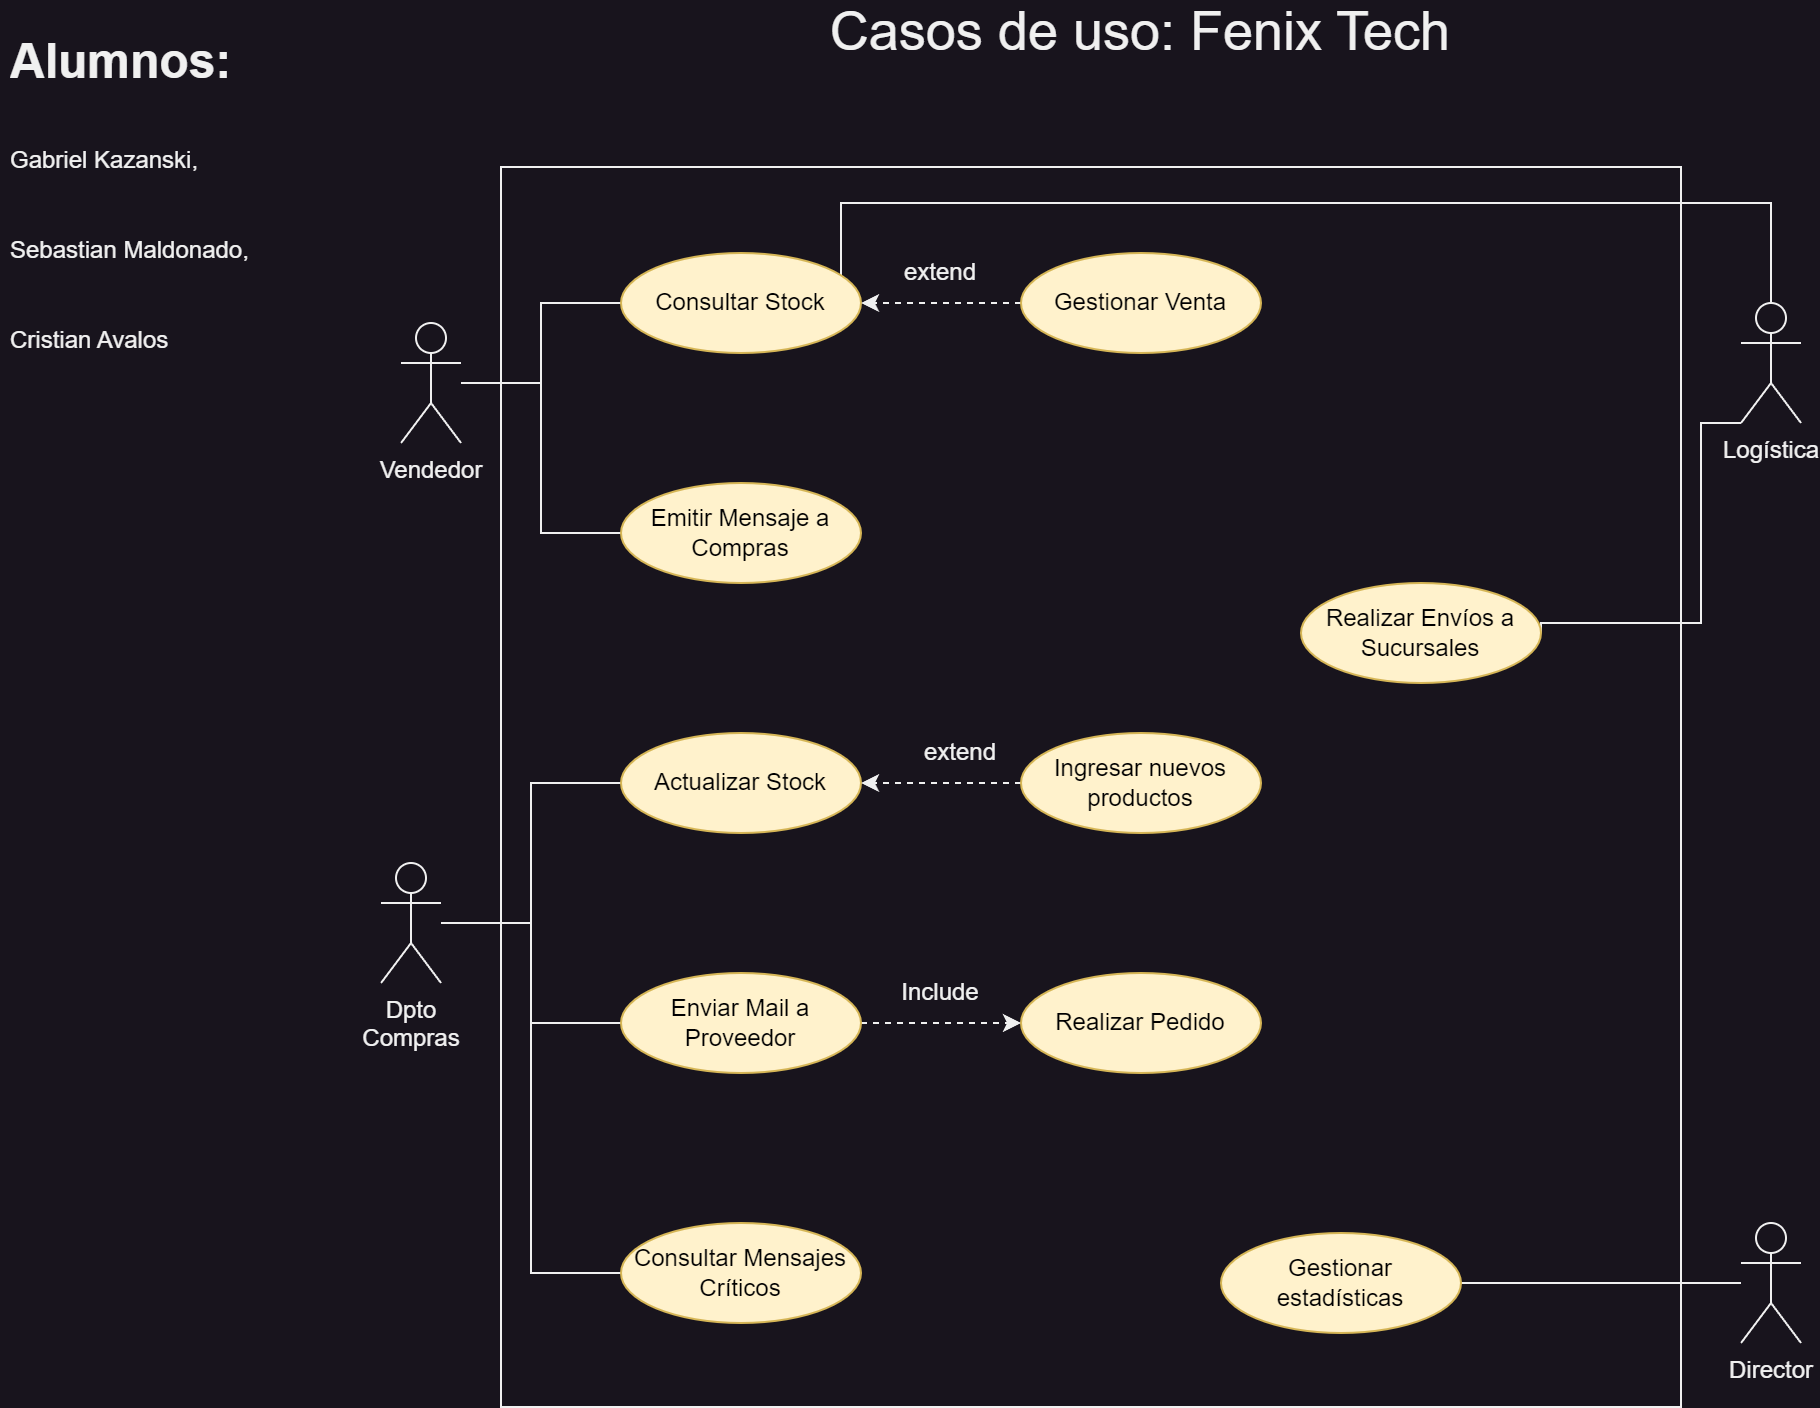 Casos de uso: Fenix Tech
Alumnos:
Gabriel Kazanski,
Sebastian Maldonado,
Cristian Avalos
Consultar Stock
extend
Gestionar Venta
Vendedor
Logística
Emitir Mensaje a
Compras
Realizar Envíos a
Sucursales
Actualizar Stock
extend
Ingresar nuevos
productos
Dpto
Compras
Enviar Mail a
Proveedor
Include
Realizar Pedido
Consultar Mensajes
Críticos
Gestionar
estadísticas
Director